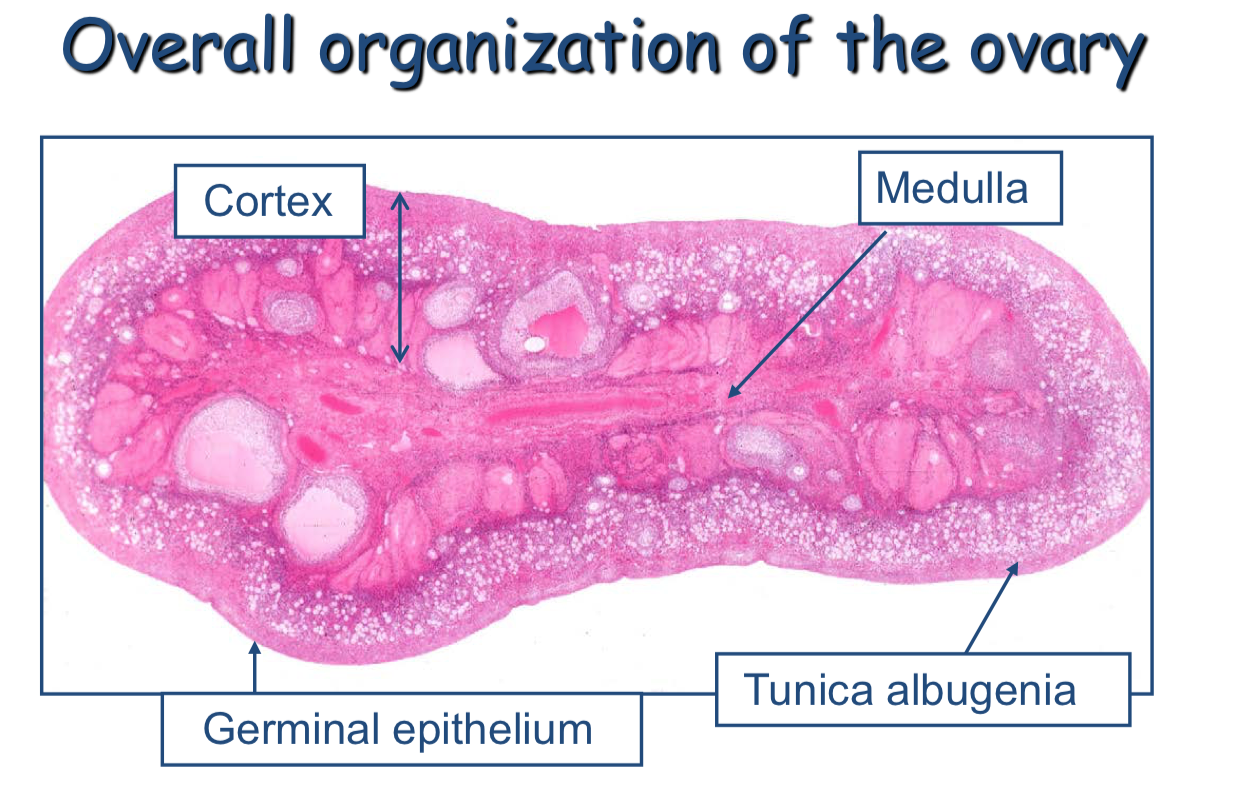 Overall organization of the ovary
Cortex
Medulla
Tunica albugenia
Germinal epithelium